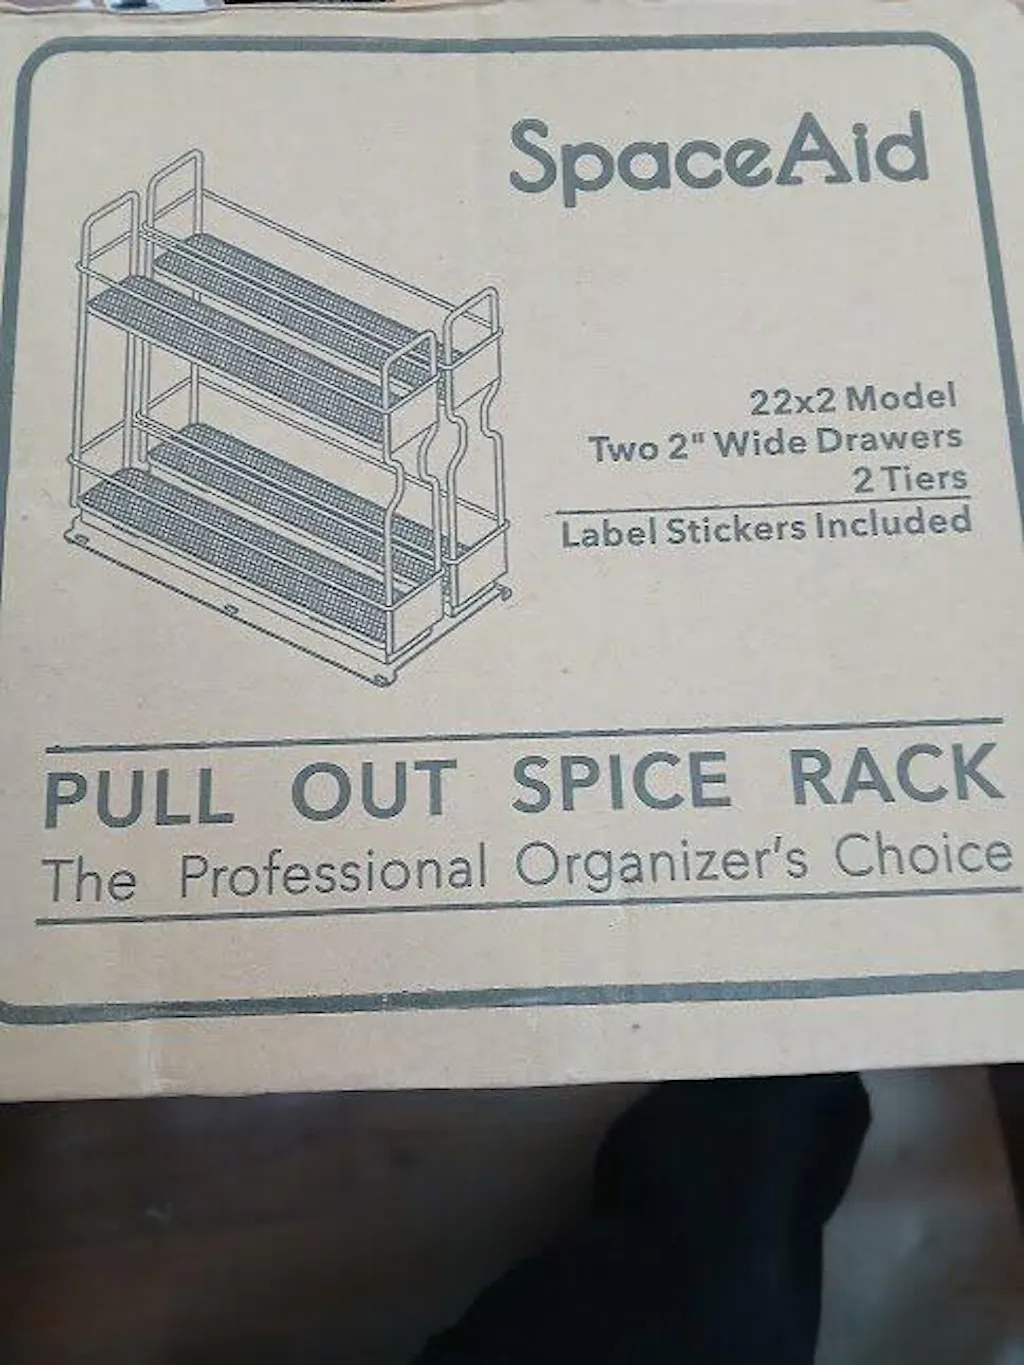 SpaceAid
22x2 Model
Two 2" Wide Drawers
2 Tiers
Label Stickers Included
PULL OUT SPICE RACK
The Professional Organizer's Choice